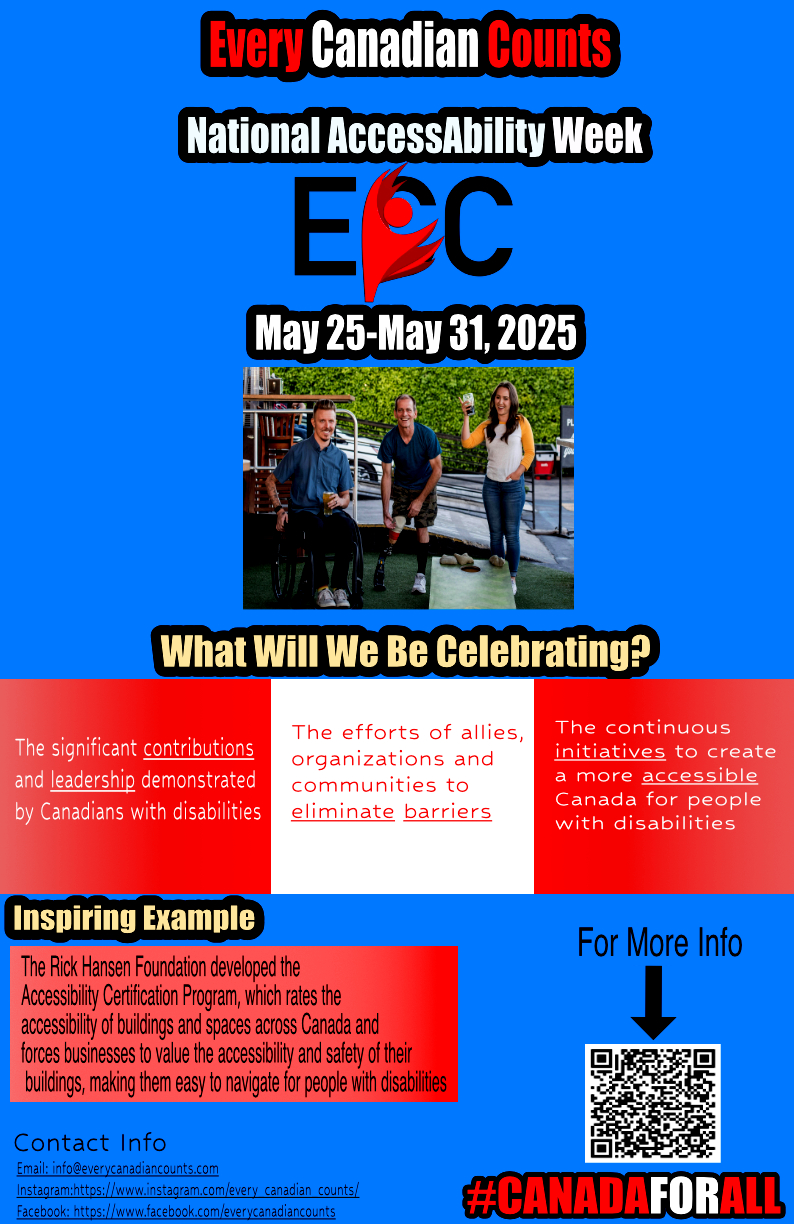 Every Canadian Counts
National AccessAbility Week
ECC
May 25-May 31, 2025
What Will We Be Celebrating?
The significant contributions
and leadership demonstrated
by Canadians with disabilities
The efforts of allies,
organizations and
communities to
eliminate barriers
The continuous
initiatives to create
a more accessible
Canada for people
with disabilities
Inspiring Example
The Rick Hansen Foundation developed the
Accessibility Certification Program, which rates the
accessibility of buildings and spaces across Canada and
forces businesses to value the accessibility and safety of their
buildings, making them easy to navigate for people with disabilities
For More Info
Contact Info
Email: info@everycanadiancounts.com
Instagram:https://www.instagram.com/every_canadian_counts/
Facebook: https://www.facebook.com/everycanadiancounts
#CANADAFORALL